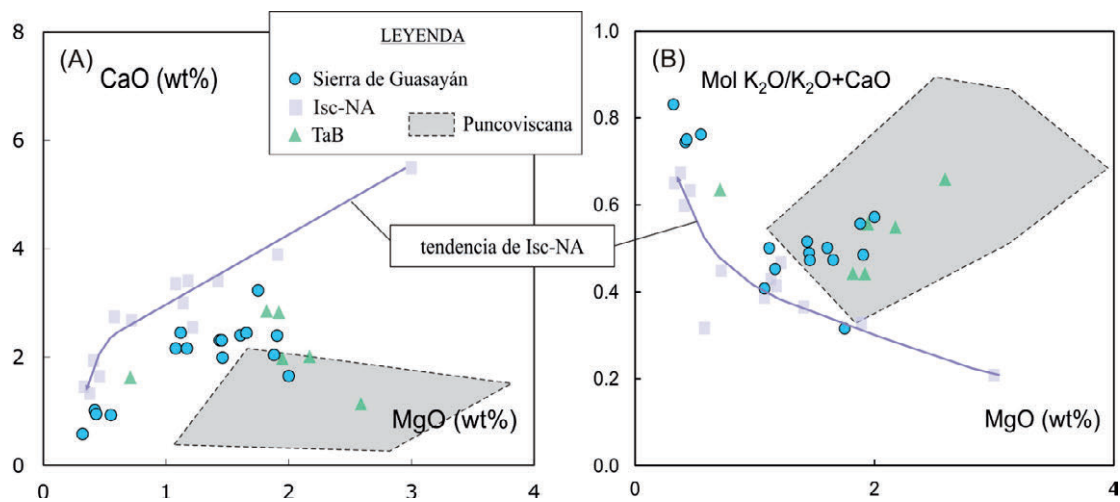 (A)
CaO (wt%)
LEYENDA
Sierra de Guasayán
Isc-NA
TaB
Puncoviscana
tendencia de Isc-NA
MgO (wt%)
8
6
4
2
0
0
1
2
3
4
(B)
Mol K₂O/K₂O+CaO
MgO (wt%)
1.0
0.8
0.6
0.4
0.2
0.0
0
2
4